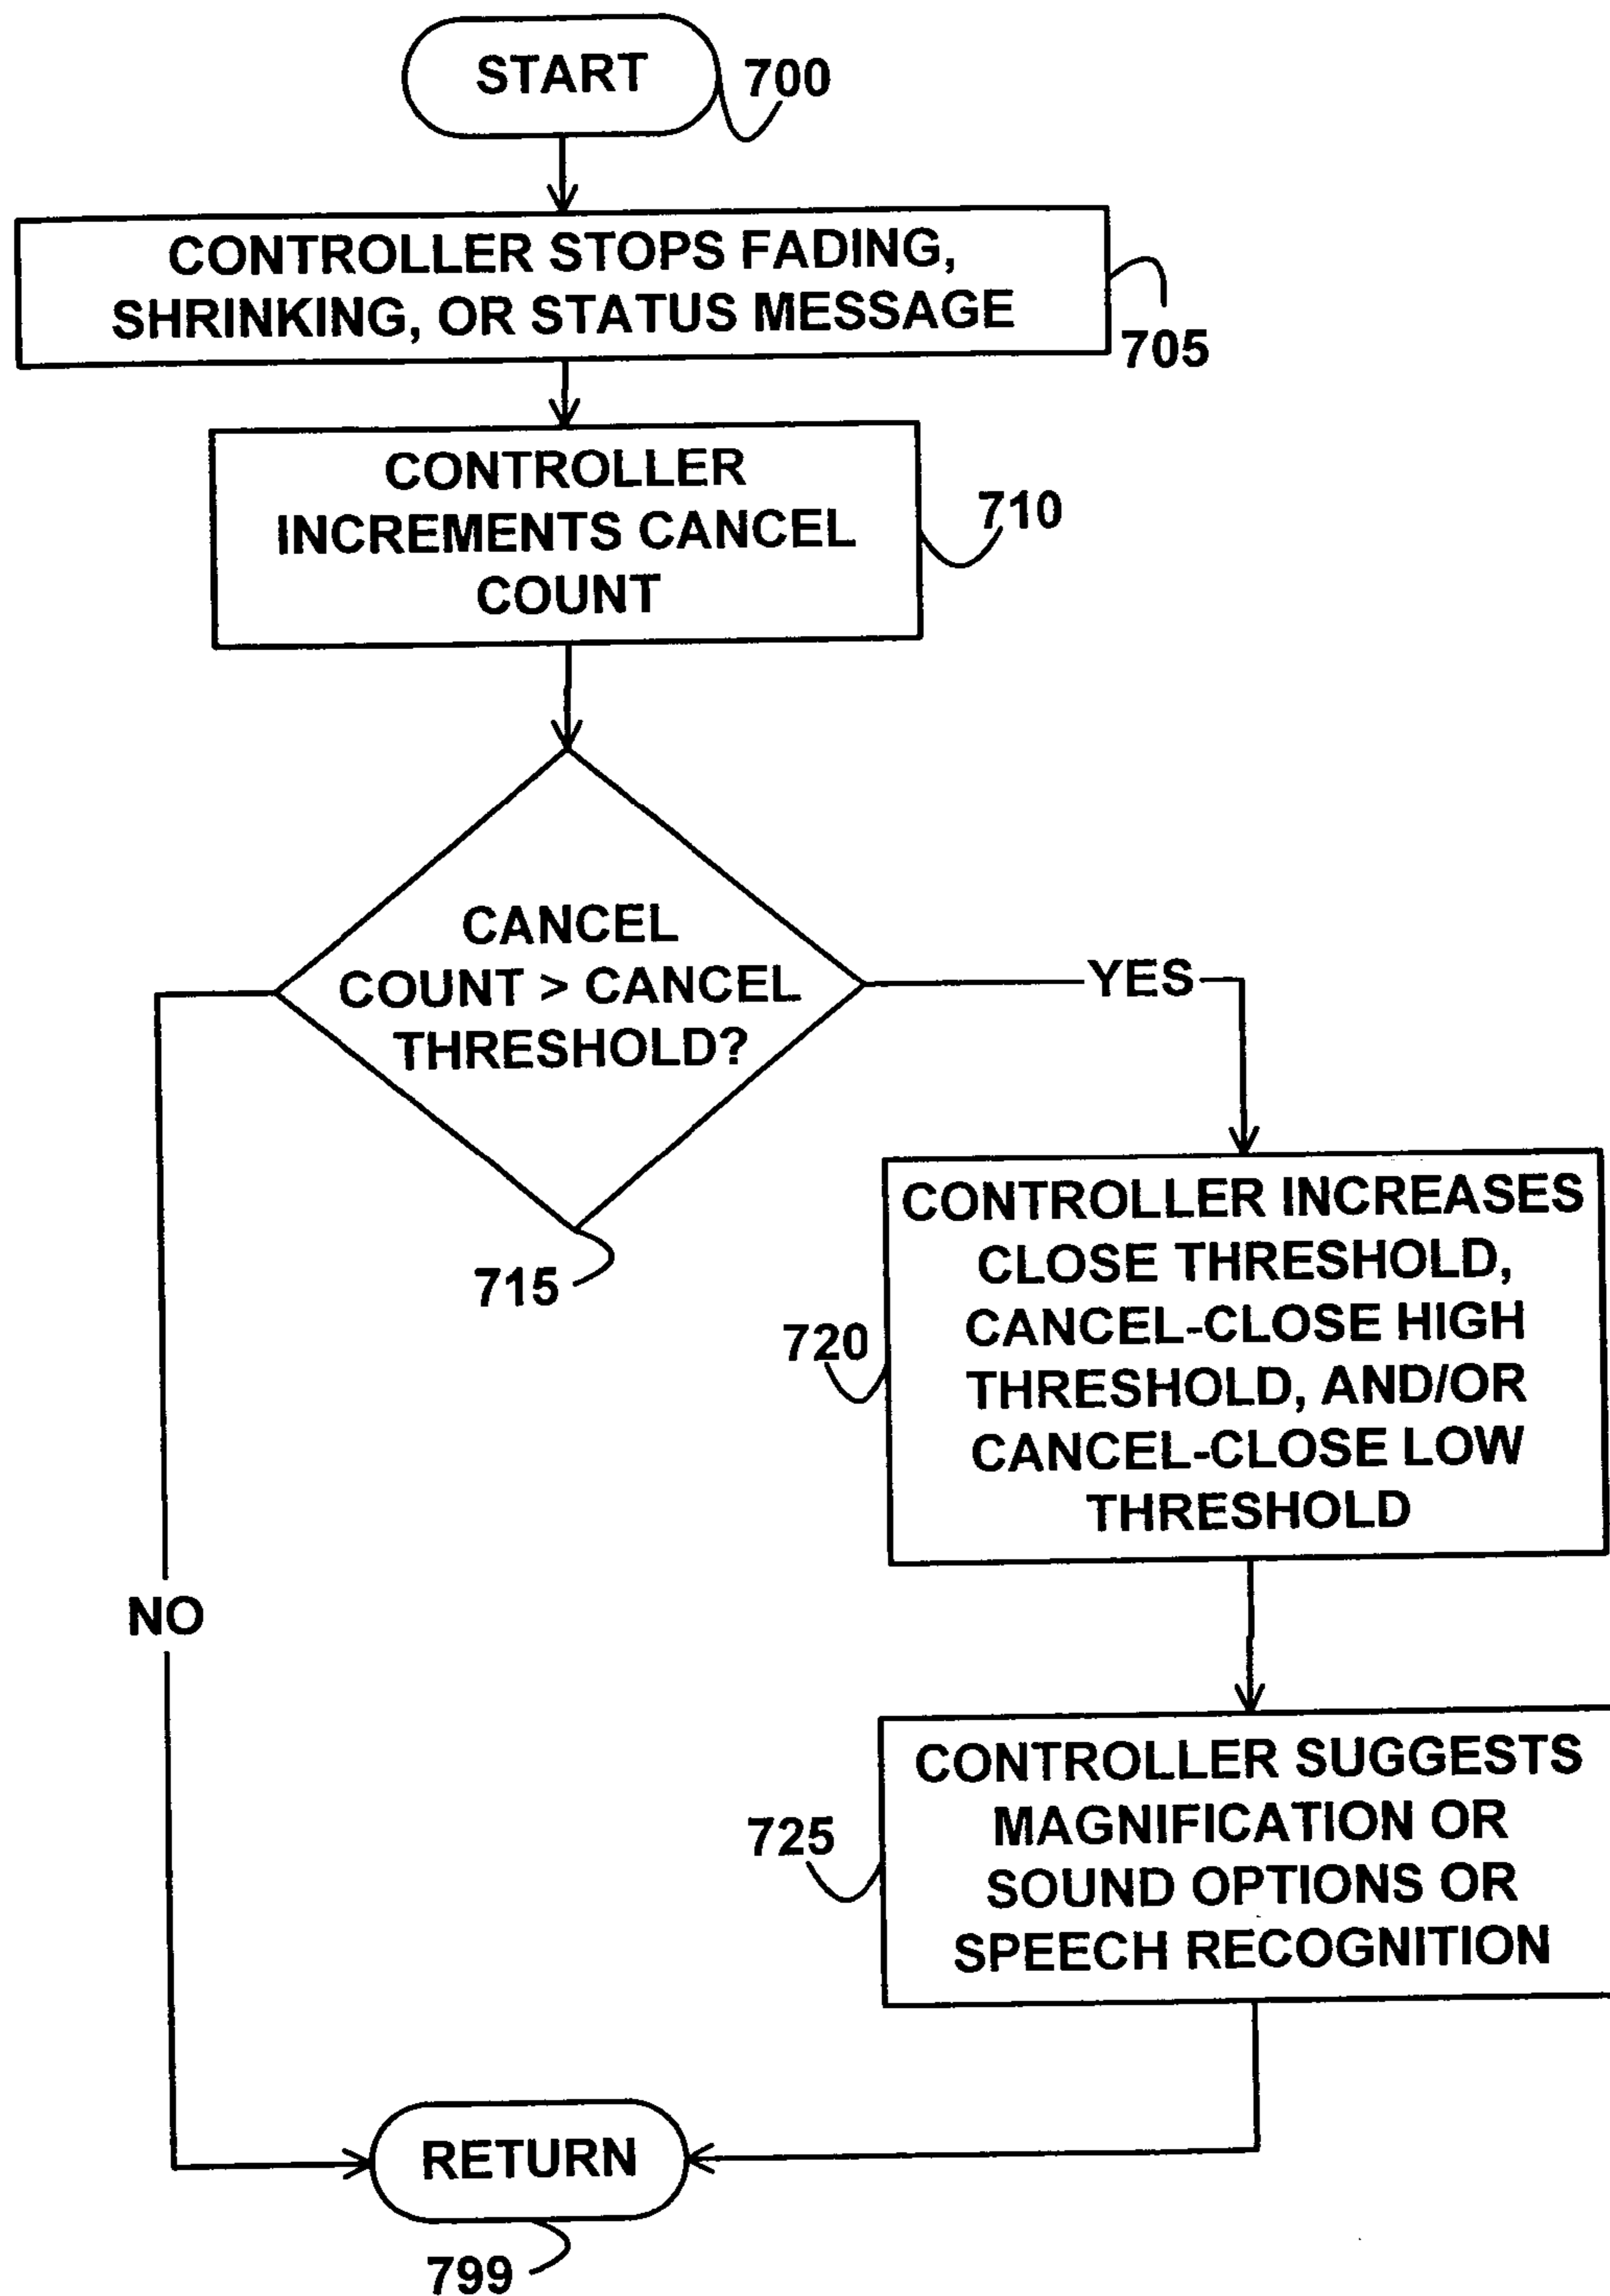 START
700
CONTROLLER STOPS FADING,
SHRINKING, OR STATUS MESSAGE
705
CONTROLLER
INCREMENTS CANCEL
COUNT
710
CANCEL
COUNT > CANCEL
THRESHOLD?
715
YES
CONTROLLER INCREASES
CLOSE THRESHOLD,
CANCEL-CLOSE HIGH
THRESHOLD, AND/OR
CANCEL-CLOSE LOW
THRESHOLD
720
NO
CONTROLLER SUGGESTS
MAGNIFICATION OR
SOUND OPTIONS OR
SPEECH RECOGNITION
725
RETURN
799